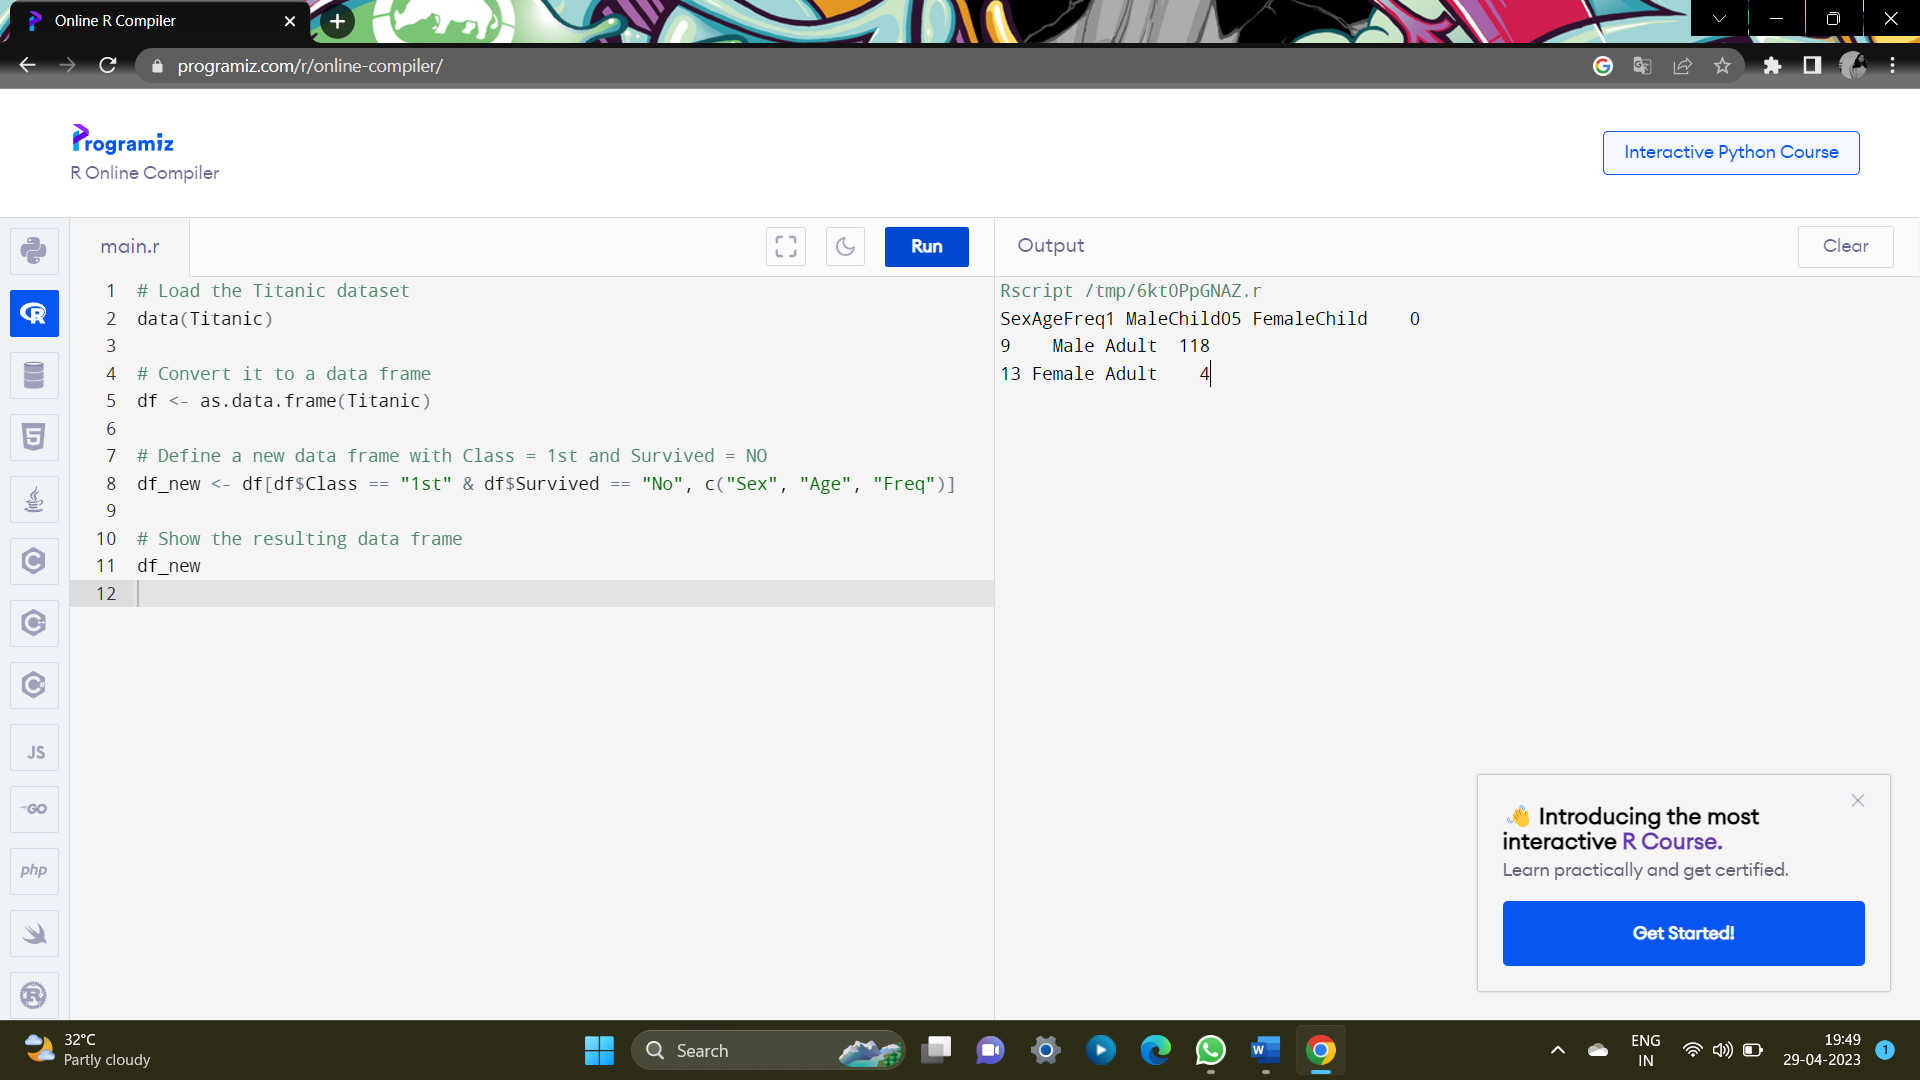 Online R Compiler
programiz.com/r/online-compiler/
Programiz
R Online Compiler
Interactive Python Course
main.r
Run
Output
Clear
1 # Load the Titanic dataset
2 data(Titanic)
3
4 # Convert it to a data frame
5 df <- as.data.frame(Titanic)
6
7 # Define a new data frame with Class = 1st and Survived = NO
8 df_new <- df[df$Class == "1st" & df$Survived == "No", c("Sex", "Age", "Freq")]
9
10 # Show the resulting data frame
11 df_new
12
Rscript /tmp/6ktOPpGNAZ.r
SexAgeFreq1 MaleChild05 FemaleChild    0
9    Male Adult  118
13 Female Adult    4
JS
GO
php
👋 Introducing the most
interactive R Course.
Learn practically and get certified.
Get Started!
32°C
Partly cloudy
Search
ENG
IN
19:49
29-04-2023
1